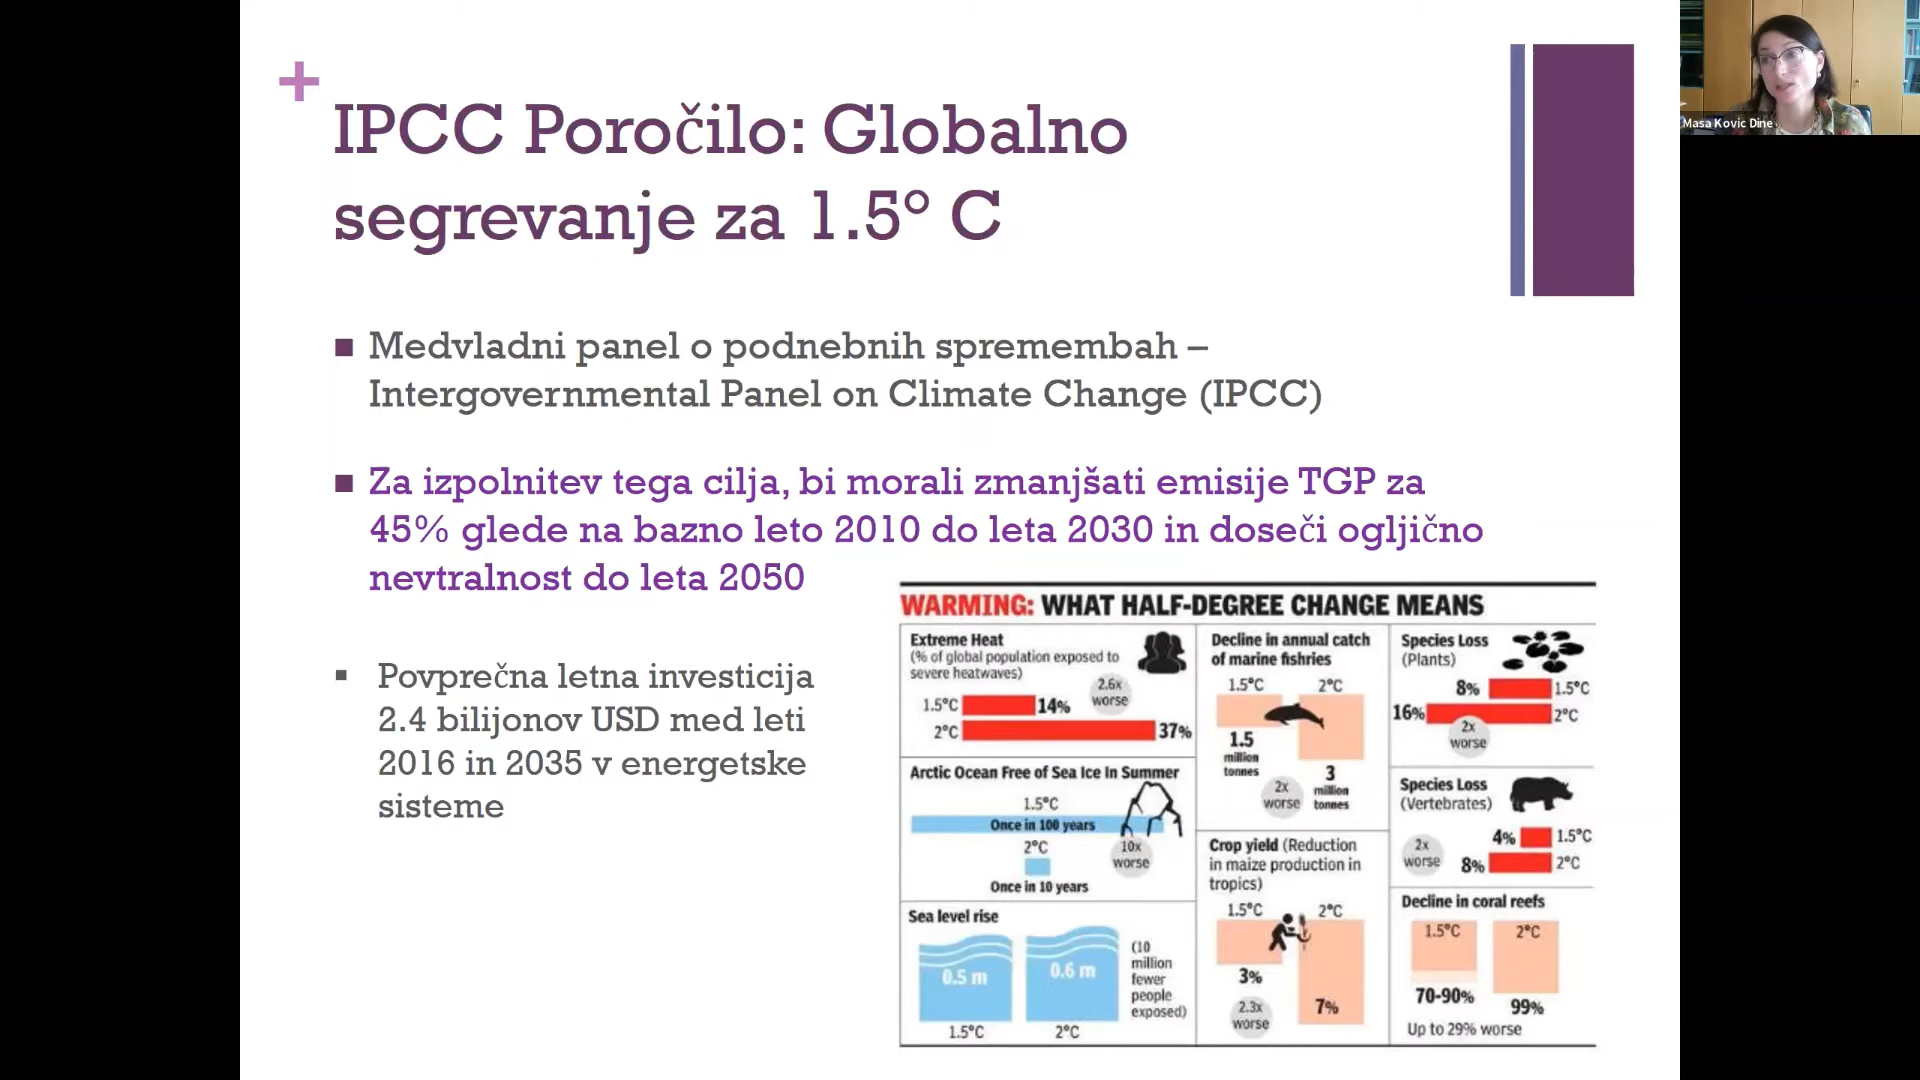 +
IPCC Poročilo: Globalno
segrevanje za 1.5° C
Medvladni panel o podnebnih spremembah –
Intergovernmental Panel on Climate Change (IPCC)
Za izpolnitev tega cilja, bi morali zmanjšati emisije TGP za
45% glede na bazno leto 2010 do leta 2030 in doseči ogljično
nevtralnost do leta 2050
Povprečna letna investicija
2.4 bilijonov USD med leti
2016 in 2035 v energetske
sisteme
WARMING: WHAT HALF-DEGREE CHANGE MEANS
Extreme Heat
(% of global population exposed to
severe heatwaves)
2.6x
worse
1.5°C 14%
2°C 37%
Arctic Ocean Free of Sea Ice In Summer
1.5°C
Once in 100 years
2°C
10x
worse
Once in 10 years
Sea level rise
0.5 m
0.6 m
(10
million
fewer
people
exposed)
1.5°C
2°C
Decline in annual catch
of marine fishries
1.5°C 2°C
1.5
million
tonnes
2x
worse
3
million
tonnes
Crop yield (Reduction
in maize production in
tropics)
1.5°C 2°C
3%
2.3x
worse
7%
Species Loss
(Plants)
8% 1.5°C
16% 2°C
2x
worse
Species Loss
(Vertebrates)
2x
worse
4% 1.5°C
8% 2°C
Decline in coral reefs
1.5°C 2°C
70-90% 99%
Up to 29% worse
Masa Kovic Dine